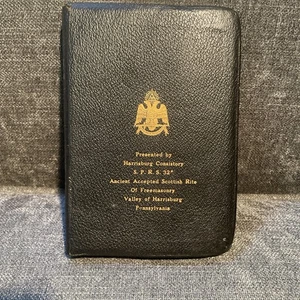 Presented by
Harrisburg Consistory
S. P. R. S. 32°
Ancient Accepted Scottish Rite
Of Freemasonry
Valley of Harrisburg
Pennsylvania